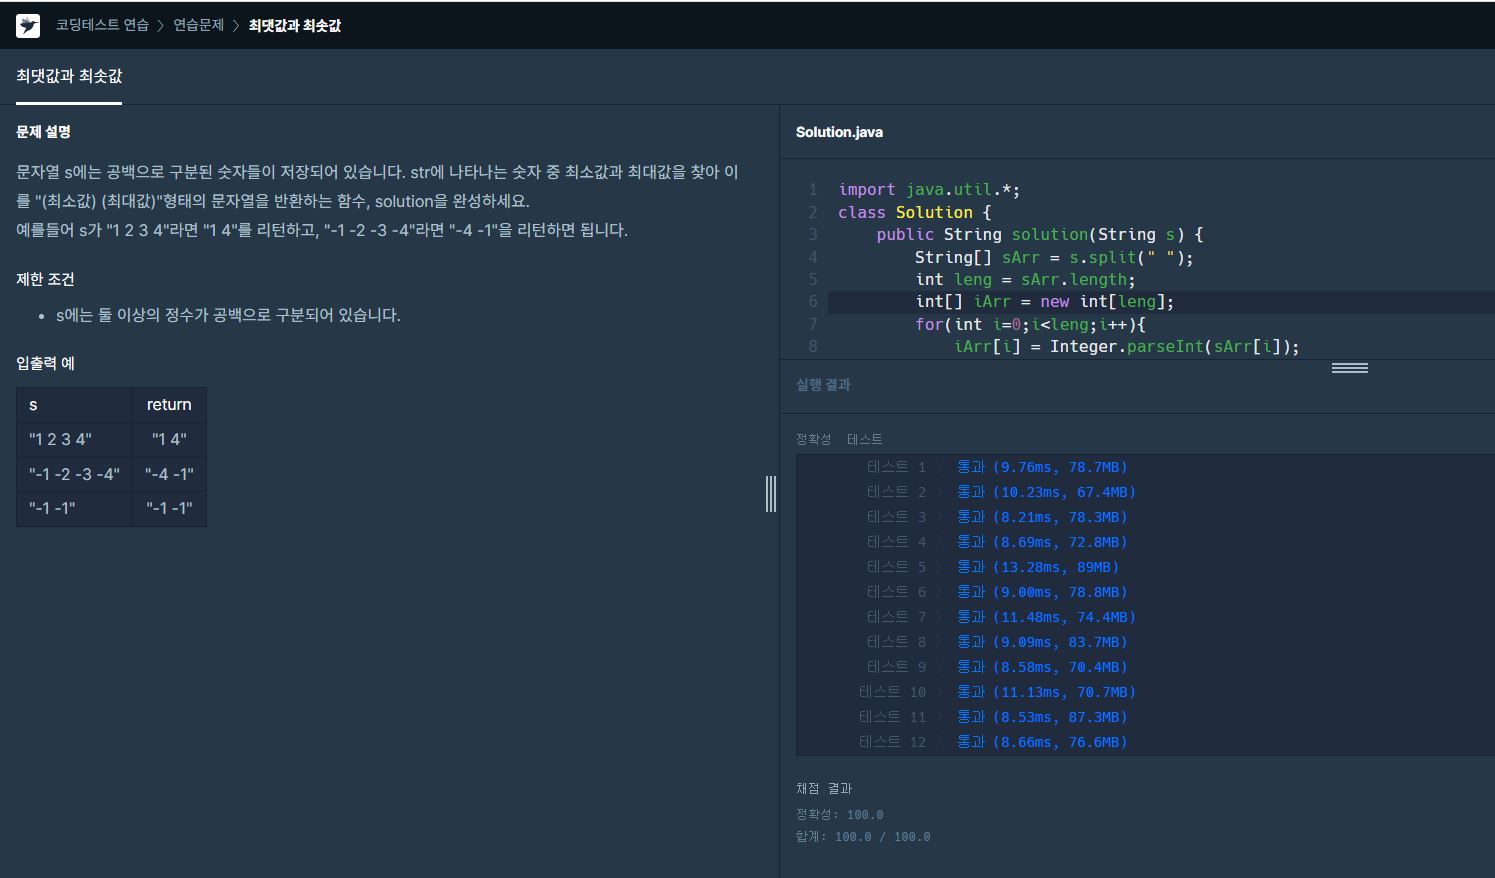 코딩테스트 연습 > 연습문제 > 최댓값과 최솟값
최댓값과 최솟값
문제 설명
문자열 s에는 공백으로 구분된 숫자들이 저장되어 있습니다. str에 나타나는 숫자 중 최소값과 최대값을 찾아 이
를 "(최소값) (최대값)"형태의 문자열을 반환하는 함수, solution을 완성하세요.
예를들어 s가 "1 2 3 4"라면 "1 4"를 리턴하고, "-1 -2 -3 -4"라면 "-4 -1"을 리턴하면 됩니다.
제한 조건
• s에는 둘 이상의 정수가 공백으로 구분되어 있습니다.
입출력 예
s return
"1 2 3 4" "1 4"
"-1 -2 -3 -4" "-4 -1"
"-1 -1" "-1 -1"
Solution.java
1 import java.util.*;
2 class Solution {
3 public String solution(String s) {
4 String[] sArr = s.split(" ");
5 int leng = sArr.length;
6 int[] iArr = new int[leng];
7 for(int i=0;i<leng;i++){
8 iArr[i] = Integer.parseInt(sArr[i]);
실행 결과
정확성 테스트
테스트 1 > 통과 (9.76ms, 78.7MB)
테스트 2 > 통과 (10.23ms, 67.4MB)
테스트 3 > 통과 (8.21ms, 78.3MB)
테스트 4 > 통과 (8.69ms, 72.8MB)
테스트 5 > 통과 (13.28ms, 89MB)
테스트 6 > 통과 (9.00ms, 78.8MB)
테스트 7 > 통과 (11.48ms, 74.4MB)
테스트 8 > 통과 (9.09ms, 83.7MB)
테스트 9 > 통과 (8.58ms, 70.4MB)
테스트 10 > 통과 (11.13ms, 70.7MB)
테스트 11 > 통과 (8.53ms, 87.3MB)
테스트 12 > 통과 (8.66ms, 76.6MB)
채점 결과
정확성: 100.0
합계: 100.0 / 100.0